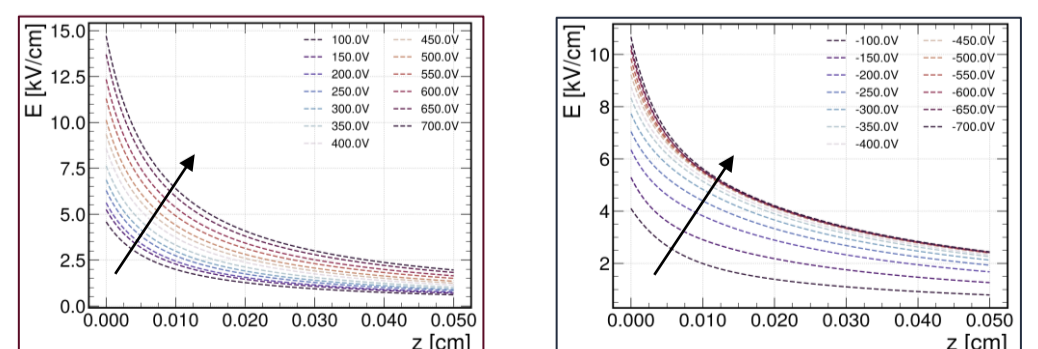 E [kV/cm]
15.0
12.5
10.0
7.5
5.0
2.5
0.0
100.0V 450.0V
150.0V 500.0V
200.0V 550.0V
250.0V 600.0V
300.0V 650.0V
350.0V 700.0V
400.0V
0.000 0.010 0.020 0.030 0.040 0.050
z [cm]
E [kV/cm]
10
8
6
4
2
-100.0V -450.0V
-150.0V -500.0V
-200.0V -550.0V
-250.0V -600.0V
-300.0V -650.0V
-350.0V -700.0V
-400.0V
0.000 0.010 0.020 0.030 0.040 0.050
z [cm]